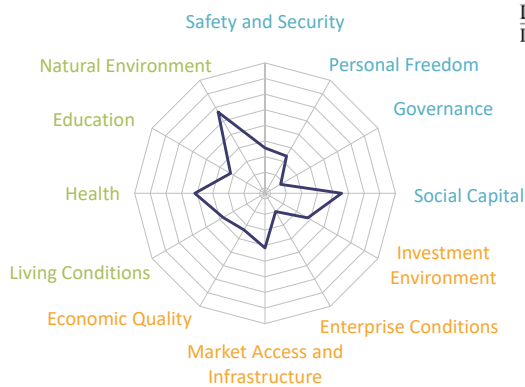 Safety and Security
Natural Environment
Personal Freedom
Education
Governance
Health
Social Capital
Living Conditions
Investment
Environment
Economic Quality
Enterprise Conditions
Market Access and
Infrastructure